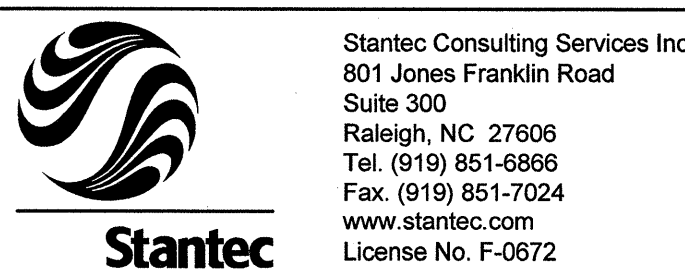 Stantec
Stantec Consulting Services Inc
801 Jones Franklin Road
Suite 300
Raleigh, NC 27606
Tel. (919) 851-6866
Fax. (919) 851-7024
www.stantec.com
License No. F-0672